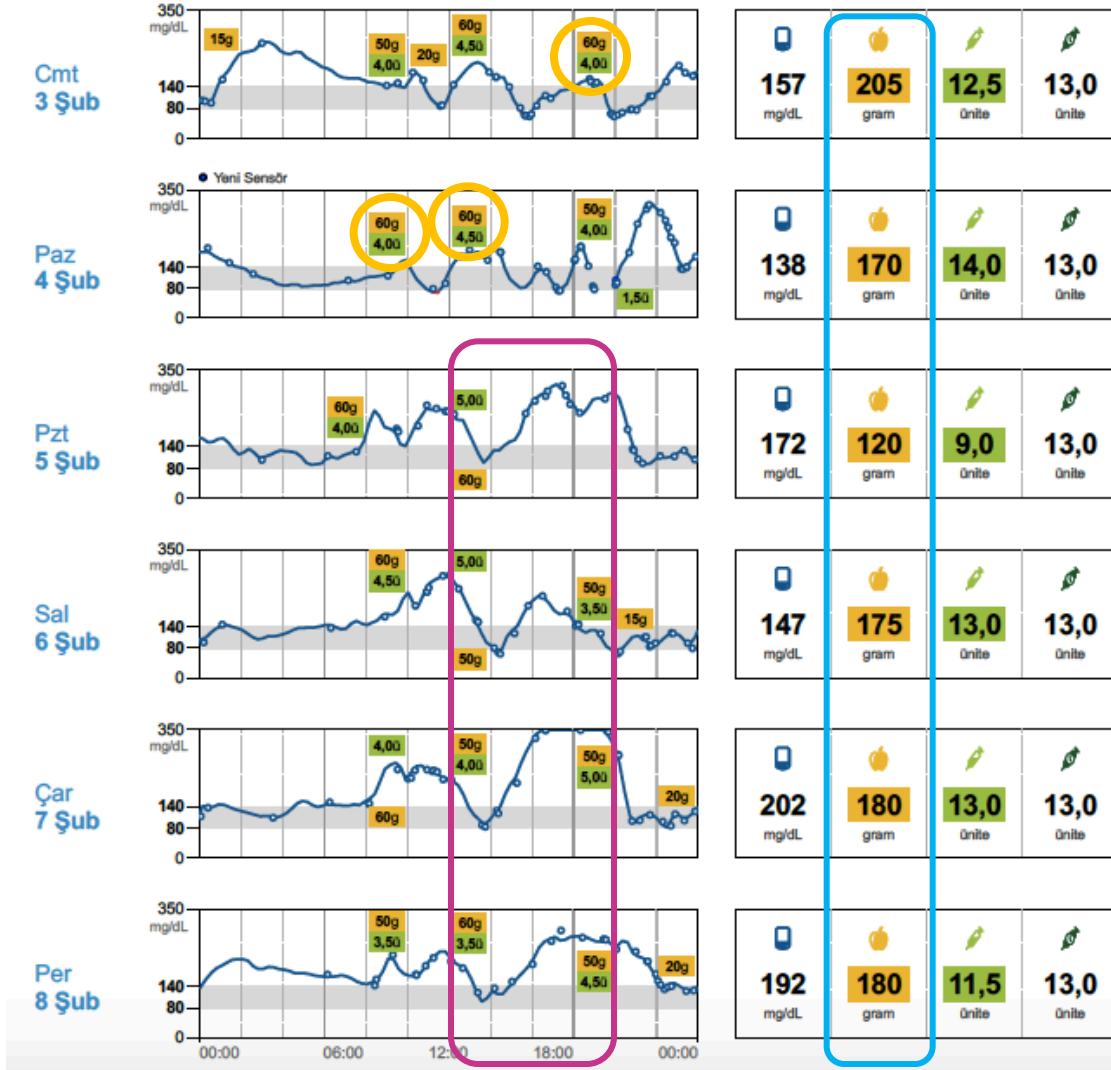 350
mg/dL
140
80
0
Cmt
3 Şub
15g
50g
4,0ü
20g
60g
4,5ü
60g
4,0ü
157
mg/dL
205
gram
12,5
ünite
13,0
ünite
Yeni Sensör
350
mg/dL
140
80
0
Paz
4 Şub
60g
4,0ü
60g
4,5ü
50g
4,0ü
1,5ü
138
mg/dL
170
gram
14,0
ünite
13,0
ünite
350
mg/dL
140
80
0
Pzt
5 Şub
60g
4,0ü
5,0ü
60g
172
mg/dL
120
gram
9,0
ünite
13,0
ünite
350
mg/dL
140
80
0
Sal
6 Şub
60g
4,5ü
5,0ü
50g
50g
3,5ü
15g
147
mg/dL
175
gram
13,0
ünite
13,0
ünite
350
mg/dL
140
80
0
Çar
7 Şub
4,0ü
60g
50g
4,0ü
50g
5,0ü
20g
202
mg/dL
180
gram
13,0
ünite
13,0
ünite
350
mg/dL
140
80
0
Per
8 Şub
50g
3,5ü
60g
3,5ü
50g
4,5ü
20g
192
mg/dL
180
gram
11,5
ünite
13,0
ünite
00:00 06:00 12:00 18:00 00:00